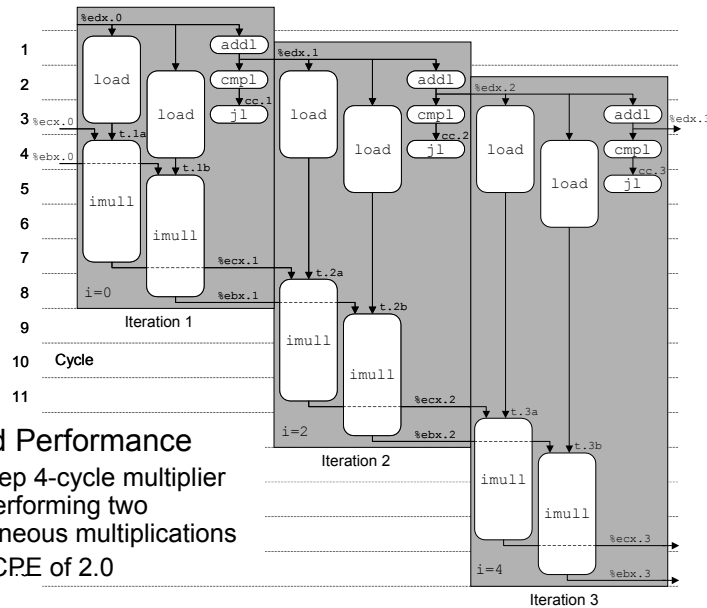 %edx.0
1
addl
%edx.1
load
2
load
cmpl
cc.1
load
load
addl
%edx.2
3
%ecx.0
t.1a
jl
cmpl
cc.2
load
load
addl
%edx.3
4
%ebx.0
t.1b
jl
cmpl
cc.3
5
imull
imull
jl
6
7
%ecx.1
t.2a
8
i=0
%ebx.1
t.2b
9
Iteration 1
imull
imull
10 Cycle
11
%ecx.2
t.3a
i=2
%ebx.2
t.3b
d Performance
Iteration 2
ep 4-cycle multiplier
imull
imull
erforming two
neous multiplications
%ecx.3
CPE of 2.0
i=4
%ebx.3
Iteration 3